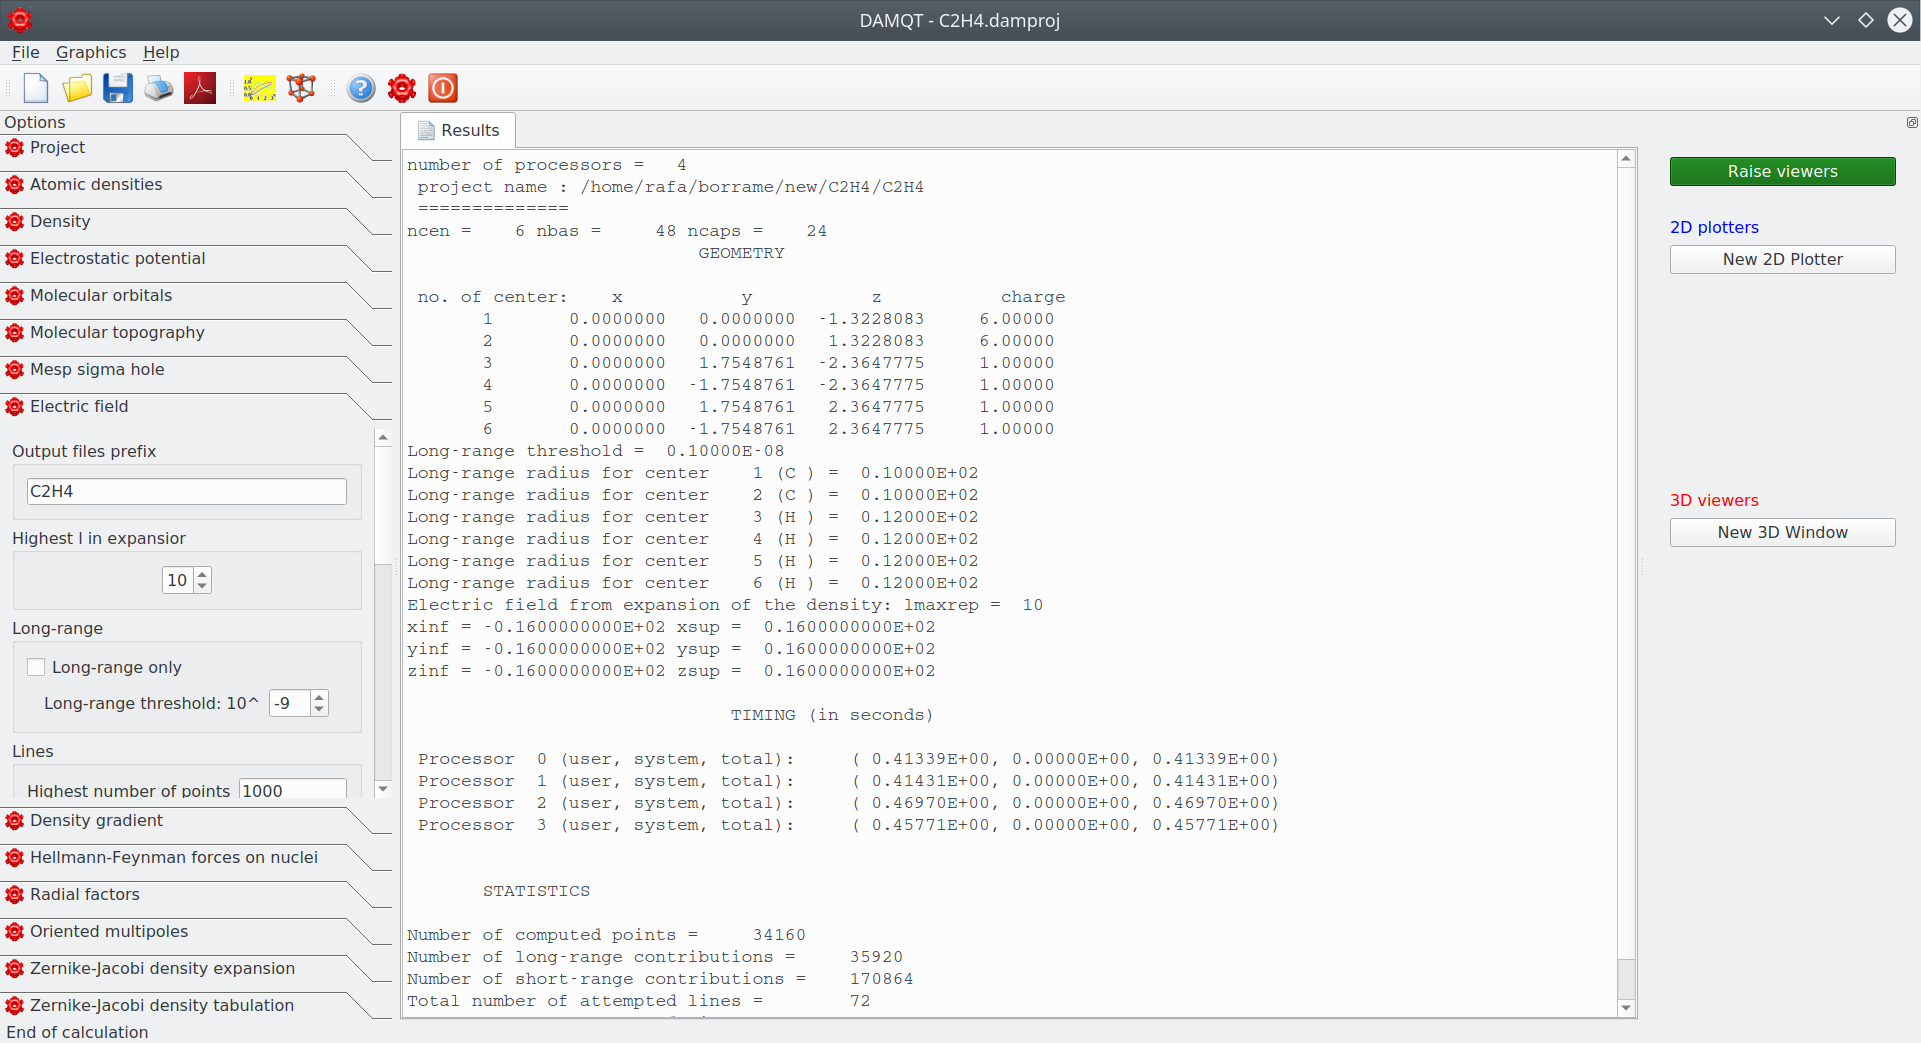 DAMQT - C2H4.damproj
File Graphics Help
Options
Project
Atomic densities
Density
Electrostatic potential
Molecular orbitals
Molecular topography
Mesp sigma hole
Electric field
Output files prefix
C2H4
Highest l in expansior
10
Long-range
Long-range only
Long-range threshold: 10^ -9
Lines
Highest number of points 1000
Density gradient
Hellmann-Feynman forces on nuclei
Radial factors
Oriented multipoles
Zernike-Jacobi density expansion
Zernike-Jacobi density tabulation
End of calculation
Results
number of processors = 4
project name : /home/rafa/borrame/new/C2H4/C2H4
==============
ncen = 6 nbas = 48 ncaps = 24
GEOMETRY
no. of center: x y z charge
1 0.0000000 0.0000000 -1.3228083 6.00000
2 0.0000000 0.0000000 1.3228083 6.00000
3 0.0000000 1.7548761 -2.3647775 1.00000
4 0.0000000 -1.7548761 -2.3647775 1.00000
5 0.0000000 1.7548761 2.3647775 1.00000
6 0.0000000 -1.7548761 2.3647775 1.00000
Long-range threshold = 0.10000E-08
Long-range radius for center 1 (C ) = 0.10000E+02
Long-range radius for center 2 (C ) = 0.10000E+02
Long-range radius for center 3 (H ) = 0.12000E+02
Long-range radius for center 4 (H ) = 0.12000E+02
Long-range radius for center 5 (H ) = 0.12000E+02
Long-range radius for center 6 (H ) = 0.12000E+02
Electric field from expansion of the density: lmaxrep = 10
xinf = -0.1600000000E+02 xsup = 0.1600000000E+02
yinf = -0.1600000000E+02 ysup = 0.1600000000E+02
zinf = -0.1600000000E+02 zsup = 0.1600000000E+02
TIMING (in seconds)
Processor 0 (user, system, total): ( 0.41339E+00, 0.00000E+00, 0.41339E+00)
Processor 1 (user, system, total): ( 0.41431E+00, 0.00000E+00, 0.41431E+00)
Processor 2 (user, system, total): ( 0.46970E+00, 0.00000E+00, 0.46970E+00)
Processor 3 (user, system, total): ( 0.45771E+00, 0.00000E+00, 0.45771E+00)
STATISTICS
Number of computed points = 34160
Number of long-range contributions = 35920
Number of short-range contributions = 170864
Total number of attempted lines = 72
Raise viewers
2D plotters
New 2D Plotter
3D viewers
New 3D Window